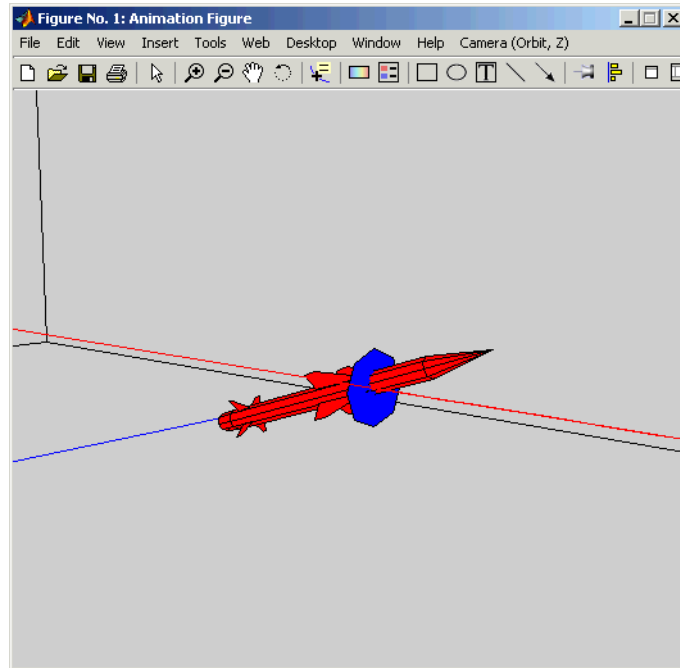 Figure No. 1: Animation Figure
File Edit View Insert Tools Web Desktop Window Help Camera (Orbit, Z)
T